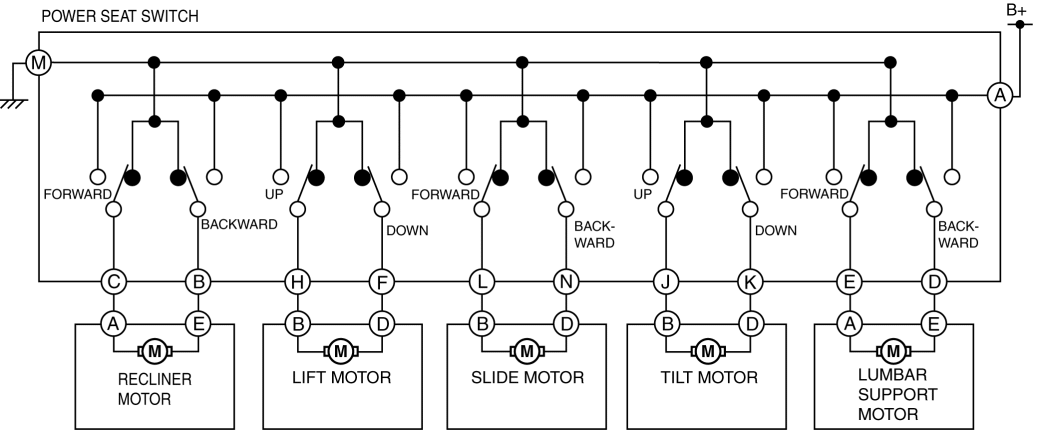 POWER SEAT SWITCH
B+
M
A
FORWARD
BACKWARD
UP
DOWN
FORWARD
BACK-
WARD
UP
DOWN
FORWARD
BACK-
WARD
C B H F L N J K E D
A E B D B D B D A E
M M M M M
RECLINER
MOTOR
LIFT MOTOR
SLIDE MOTOR
TILT MOTOR
LUMBAR
SUPPORT
MOTOR